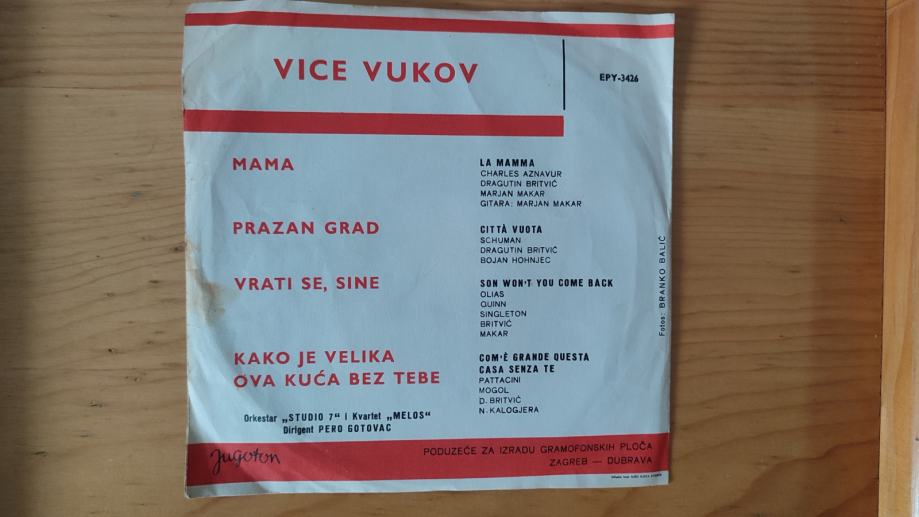 VICE VUKOV
EPY-3426
MAMA
LA MAMMA
CHARLES AZNAVUR
DRAGUTIN BRITVIĆ
MARJAN MAKAR
GITARA: MARJAN MAKAR
PRAZAN GRAD
CITTÀ VUOTA
SCHUMAN
DRAGUTIN BRITVIĆ
BOJAN HOHNJEC
VRATI SE, SINE
SON WON'T YOU COME BACK
OLIAS
QUINN
SINGLETON
BRITVIĆ
MAKAR
KAKO JE VELIKA
OVA KUĆA BEZ TEBE
COM'È GRANDE QUESTA
CASA SENZA TE
PATTACINI
MOGOL
D. BRITVIĆ
N. KALOGJERA
Orkestar „STUDIO 7" i Kvartet „MELOS"
Dirigent PERO GOTOVAC
Fotos: BRANKO BALIĆ
Jugoton
PODUZEĆE ZA IZRADU GRAMOFONSKIH PLOČA
ZAGREB — DUBRAVA